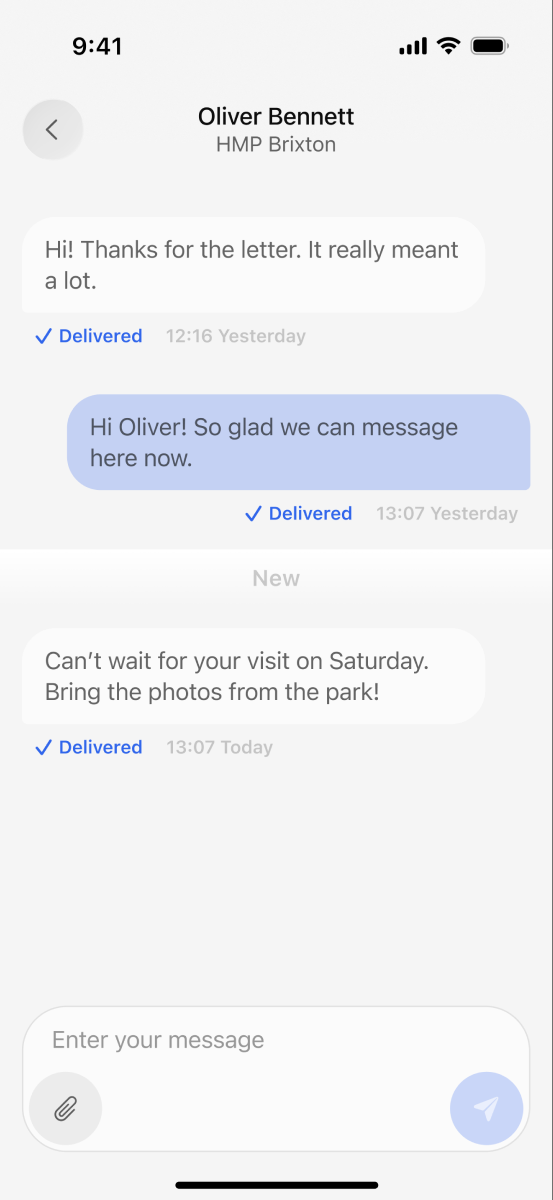 9:41
Oliver Bennett
HMP Brixton
Hi! Thanks for the letter. It really meant
a lot.
Delivered 12:16 Yesterday
Hi Oliver! So glad we can message
here now.
Delivered 13:07 Yesterday
New
Can’t wait for your visit on Saturday.
Bring the photos from the park!
Delivered 13:07 Today
Enter your message